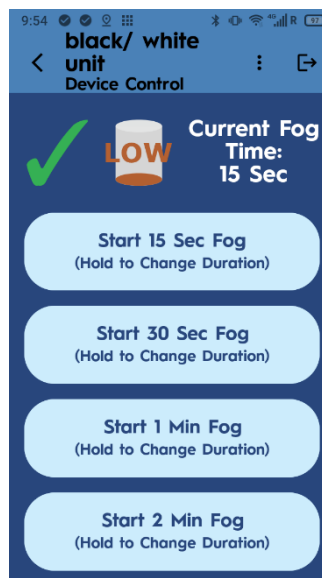 9:54
4G R 97
black/ white
unit
Device Control
LOW
Current Fog
Time:
15 Sec
Start 15 Sec Fog
(Hold to Change Duration)
Start 30 Sec Fog
(Hold to Change Duration)
Start 1 Min Fog
(Hold to Change Duration)
Start 2 Min Fog
(Hold to Change Duration)